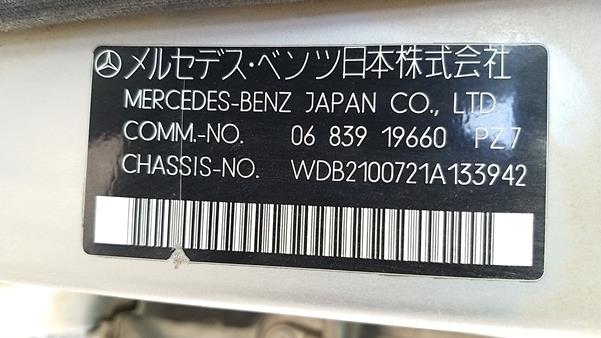 メルセデス・ベンツ日本株式会社
MERCEDES-BENZ JAPAN CO., LTD.
COMM.-NO. 06 839 19660 PZ7
CHASSIS-NO. WDB2100721A133942